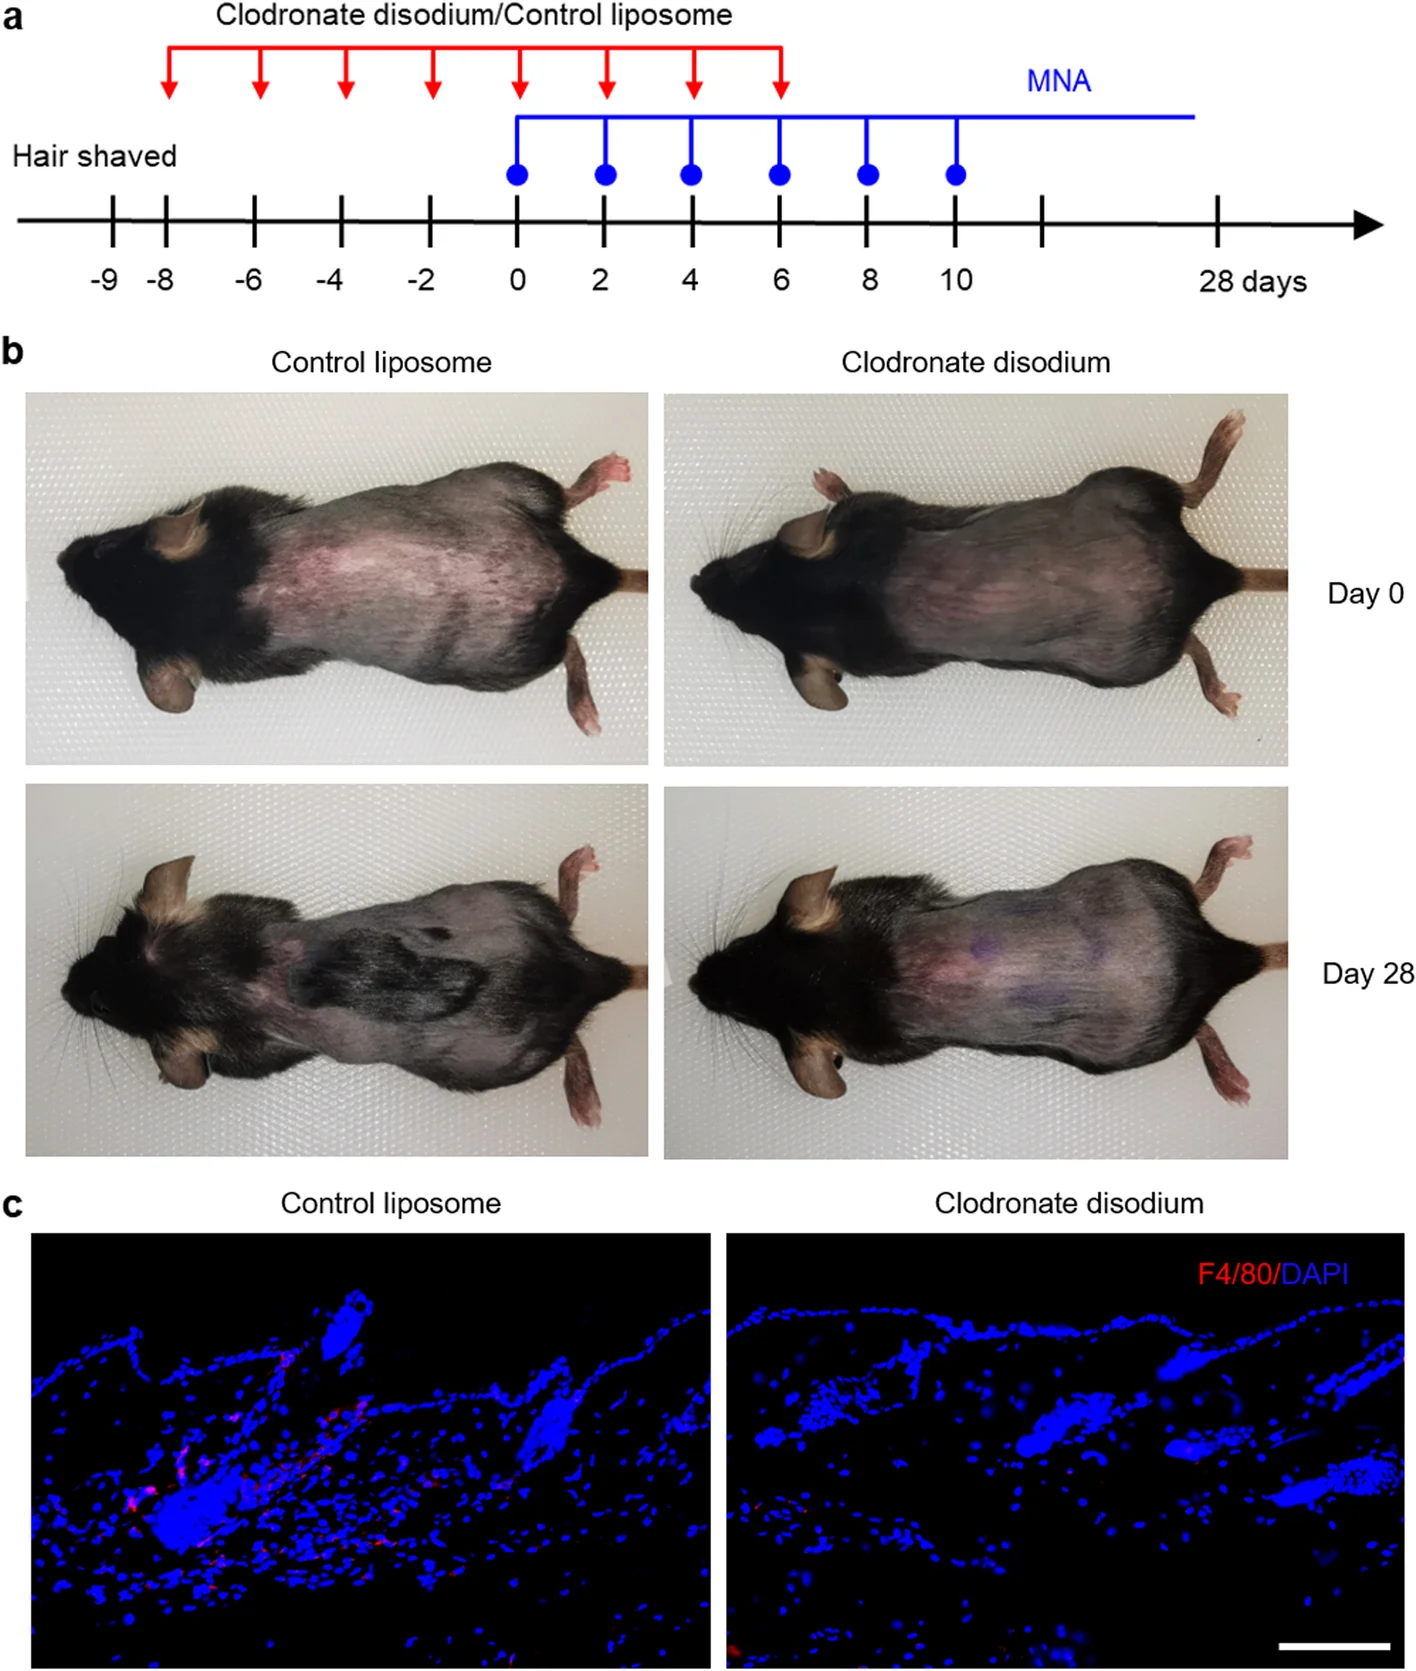 a
Clodronate disodium/Control liposome
MNA
Hair shaved
-9 -8 -6 -4 -2 0 2 4 6 8 10 28 days
b
Control liposome Clodronate disodium
Day 0
Day 28
c
Control liposome Clodronate disodium
F4/80/DAPI